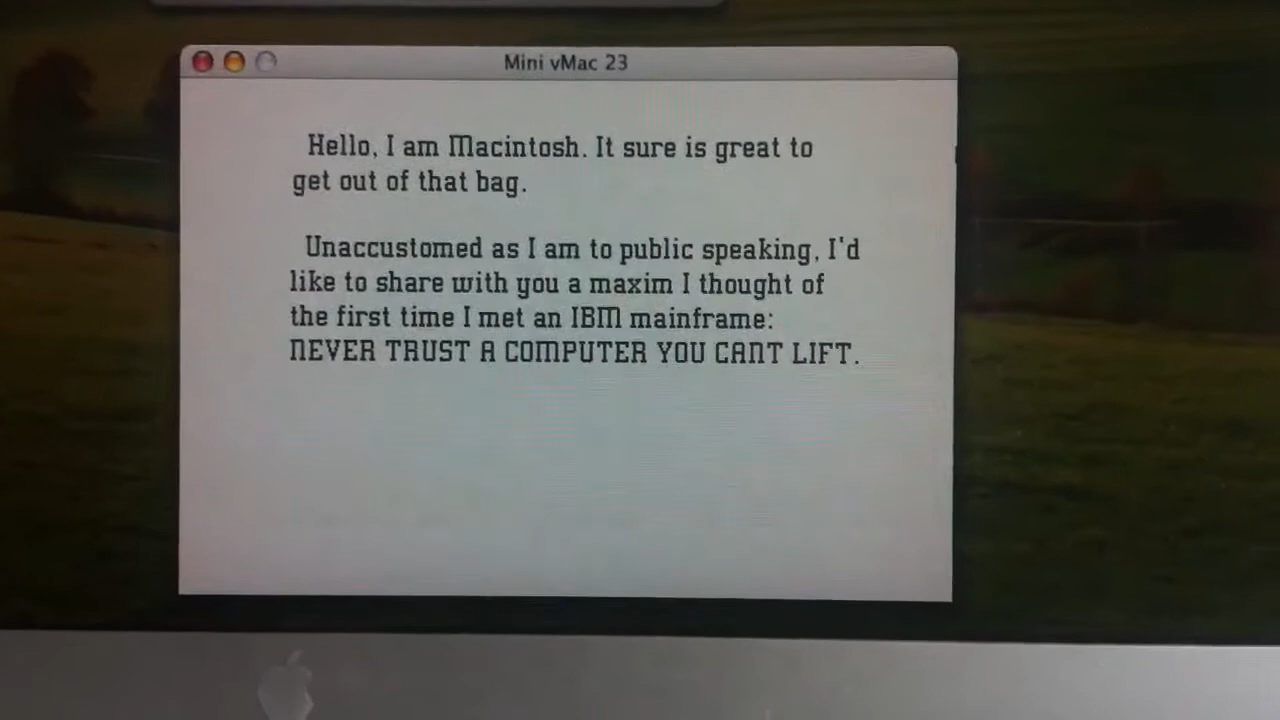 Mini vMac 23
Hello, I am Macintosh. It sure is great to
get out of that bag.
Unaccustomed as I am to public speaking, I'd
like to share with you a maxim I thought of
the first time I met an IBM mainframe:
NEVER TRUST A COMPUTER YOU CANT LIFT.